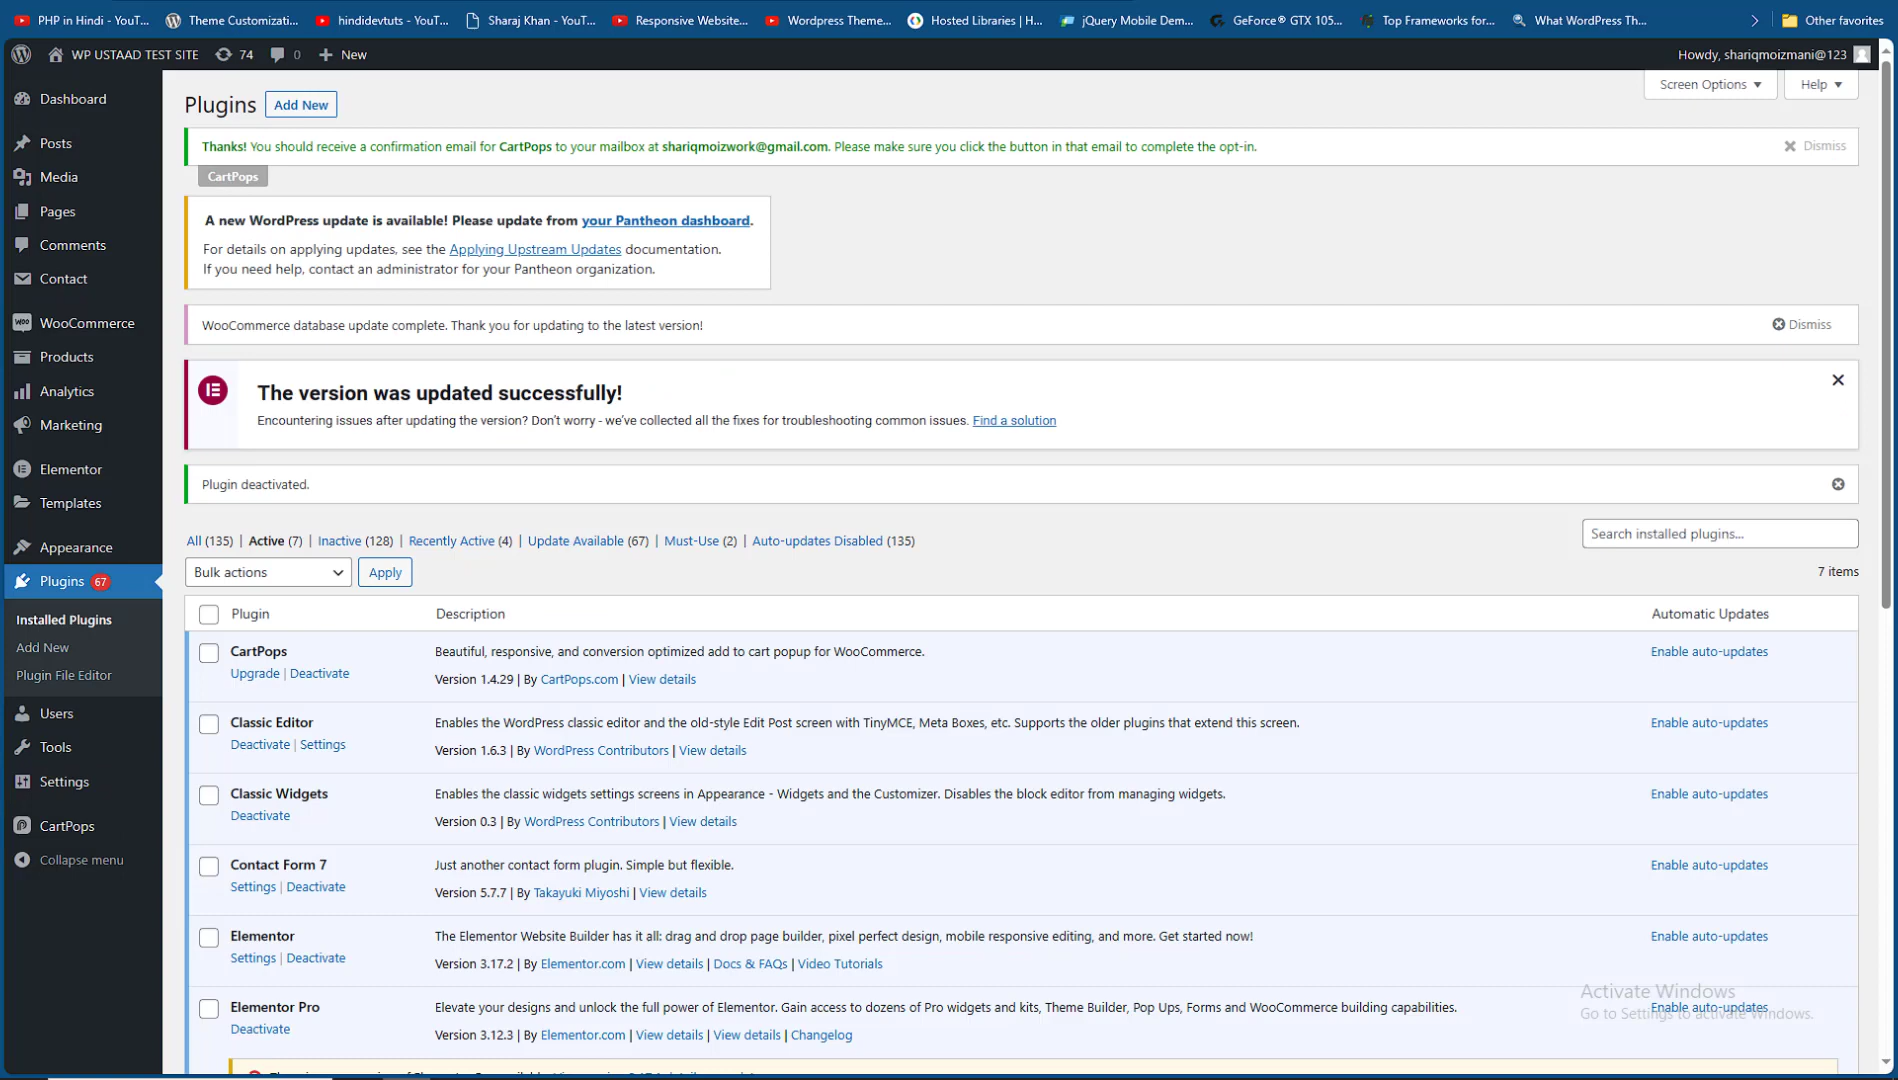 PHP in Hindi - YouT...
Theme Customizati...
hindidevtuts - YouT...
Sharaj Khan - YouT...
Responsive Website...
Wordpress Theme...
Hosted Libraries | H...
jQuery Mobile Dem...
GeForce® GTX 105...
Top Frameworks for...
What WordPress Th...
Other favorites
WP USTAAD TEST SITE
74
0
New
Howdy, shariqmoizmani@123
Dashboard
Posts
Media
Pages
Comments
Contact
WooCommerce
Products
Analytics
Marketing
Elementor
Templates
Appearance
Plugins 67
Installed Plugins
Add New
Plugin File Editor
Users
Tools
Settings
CartPops
Collapse menu
Screen Options
Help
Plugins Add New
Thanks! You should receive a confirmation email for CartPops to your mailbox at shariqmoizwork@gmail.com. Please make sure you click the button in that email to complete the opt-in.
Dismiss
CartPops
A new WordPress update is available! Please update from your Pantheon dashboard.
For details on applying updates, see the Applying Upstream Updates documentation.
If you need help, contact an administrator for your Pantheon organization.
WooCommerce database update complete. Thank you for updating to the latest version!
Dismiss
The version was updated successfully!
Encountering issues after updating the version? Don't worry - we've collected all the fixes for troubleshooting common issues. Find a solution
Plugin deactivated.
All (135) | Active (7) | Inactive (128) | Recently Active (4) | Update Available (67) | Must-Use (2) | Auto-updates Disabled (135)
Search installed plugins...
Bulk actions
Apply
7 items
Plugin Description Automatic Updates
CartPops
Upgrade | Deactivate
Beautiful, responsive, and conversion optimized add to cart popup for WooCommerce.
Version 1.4.29 | By CartPops.com | View details
Enable auto-updates
Classic Editor
Deactivate | Settings
Enables the WordPress classic editor and the old-style Edit Post screen with TinyMCE, Meta Boxes, etc. Supports the older plugins that extend this screen.
Version 1.6.3 | By WordPress Contributors | View details
Enable auto-updates
Classic Widgets
Deactivate
Enables the classic widgets settings screens in Appearance - Widgets and the Customizer. Disables the block editor from managing widgets.
Version 0.3 | By WordPress Contributors | View details
Enable auto-updates
Contact Form 7
Settings | Deactivate
Just another contact form plugin. Simple but flexible.
Version 5.7.7 | By Takayuki Miyoshi | View details
Enable auto-updates
Elementor
Settings | Deactivate
The Elementor Website Builder has it all: drag and drop page builder, pixel perfect design, mobile responsive editing, and more. Get started now!
Version 3.17.2 | By Elementor.com | View details | Docs & FAQs | Video Tutorials
Enable auto-updates
Elementor Pro
Deactivate
Elevate your designs and unlock the full power of Elementor. Gain access to dozens of Pro widgets and kits, Theme Builder, Pop Ups, Forms and WooCommerce building capabilities.
Version 3.12.3 | By Elementor.com | View details | View details | Changelog
Enable auto-updates
Activate Windows
Go to Settings to activate Windows.